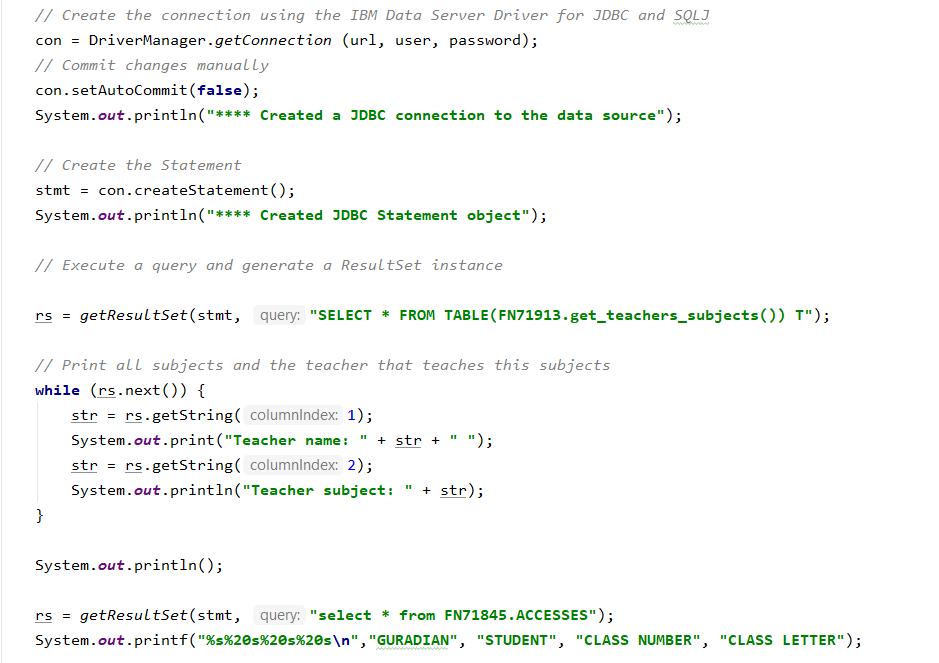 // Create the connection using the IBM Data Server Driver for JDBC and SQLJ
con = DriverManager.getConnection (url, user, password);
// Commit changes manually
con.setAutoCommit(false);
System.out.println("**** Created a JDBC connection to the data source");
// Create the Statement
stmt = con.createStatement();
System.out.println("**** Created JDBC Statement object");
// Execute a query and generate a ResultSet instance
rs = getResultSet(stmt, query: "SELECT * FROM TABLE(FN71913.get_teachers_subjects()) T");
// Print all subjects and the teacher that teaches this subjects
while (rs.next()) {
str = rs.getString( columnIndex: 1);
System.out.print("Teacher name: " + str + " ");
str = rs.getString( columnIndex: 2);
System.out.println("Teacher subject: " + str);
}
System.out.println();
rs = getResultSet(stmt, query: "select * from FN71845.ACCESSES");
System.out.printf("%s%20s%20s%20s\n","GURADIAN", "STUDENT", "CLASS NUMBER", "CLASS LETTER");